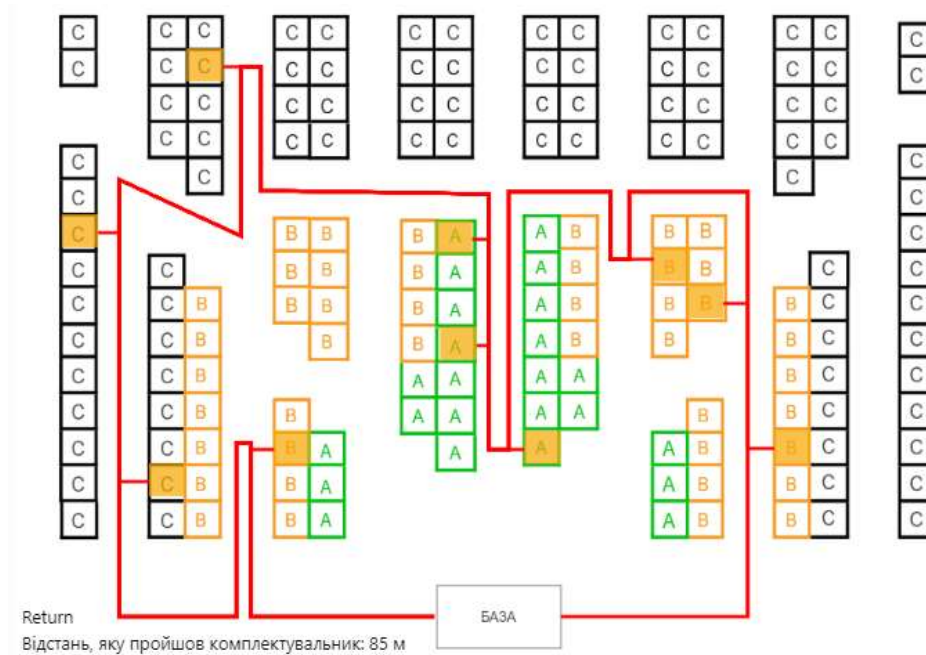 C C C C C C C C C C C C C C
C C C C C C C C C C C C C C
C C C C C C C C C C C C
C C C C C C C C C C C C
C C
C C
C C
C B B B A A B B B C
C C B B B A A B B B C C
C C B B B B A A B B B B C C
C C B B B A A B B B C C
C C B A A A A B C C
C C B B A A A A B B C C
C C B B A A A A B B C C
C C B B A A B B C C
C C B B A A B B C C
БАЗА
Return
Відстань, яку пройшов комплектувальник: 85 м